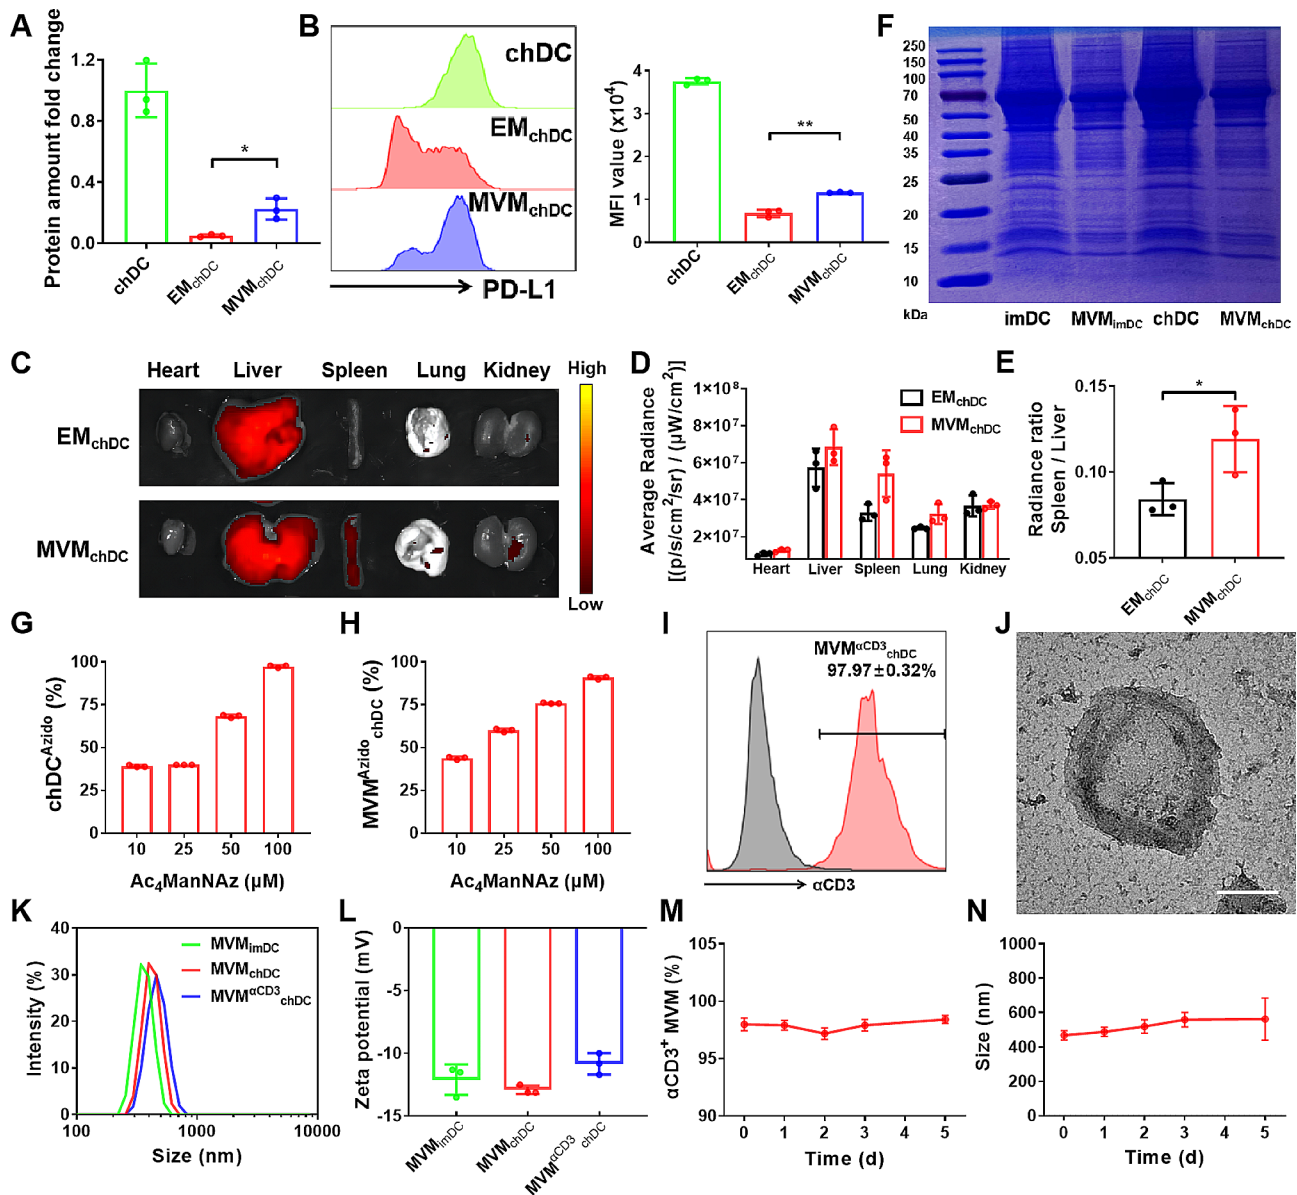 A
Protein amount fold change
1.2
0.8
0.4
0.0
*
chDC
EMchDC
MVMchDC
B
chDC
EMchDC
MVMchDC
PD-L1
MFI value (x10⁴)
4
3
2
1
0
**
chDC
EMchDC
MVMchDC
F
250
150
100
70
50
40
35
25
20
15
10
kDa
imDC MVMimDC chDC MVMchDC
C
Heart Liver Spleen Lung Kidney
EMchDC
MVMchDC
High
Low
D
Average Radiance
[(p/s/cm²/sr) / (μW/cm²)]
1×10⁸
8×10⁷
6×10⁷
4×10⁷
2×10⁷
EMchDC
MVMchDC
Heart Liver Spleen Lung Kidney
E
Radiance ratio
Spleen / Liver
0.15
0.10
0.05
*
EMchDC
MVMchDC
G
chDCAzido (%)
100
75
50
25
0
10 25 50 100
Ac₄ManNAz (μM)
H
MVMAzidochDC (%)
100
75
50
25
0
10 25 50 100
Ac₄ManNAz (μM)
I
MVMαCD3chDC
97.97±0.32%
αCD3
J
K
Intensity (%)
40
30
20
10
0
MVMimDC
MVMchDC
MVMαCD3chDC
100 1000 10000
Size (nm)
L
Zeta potential (mV)
0
-5
-10
-15
MVMimDC
MVMchDC
MVMαCD3chDC
M
αCD3⁺ MVM (%)
105
100
95
90
0 1 2 3 4 5
Time (d)
N
Size (nm)
1000
800
600
400
200
0
0 1 2 3 4 5
Time (d)